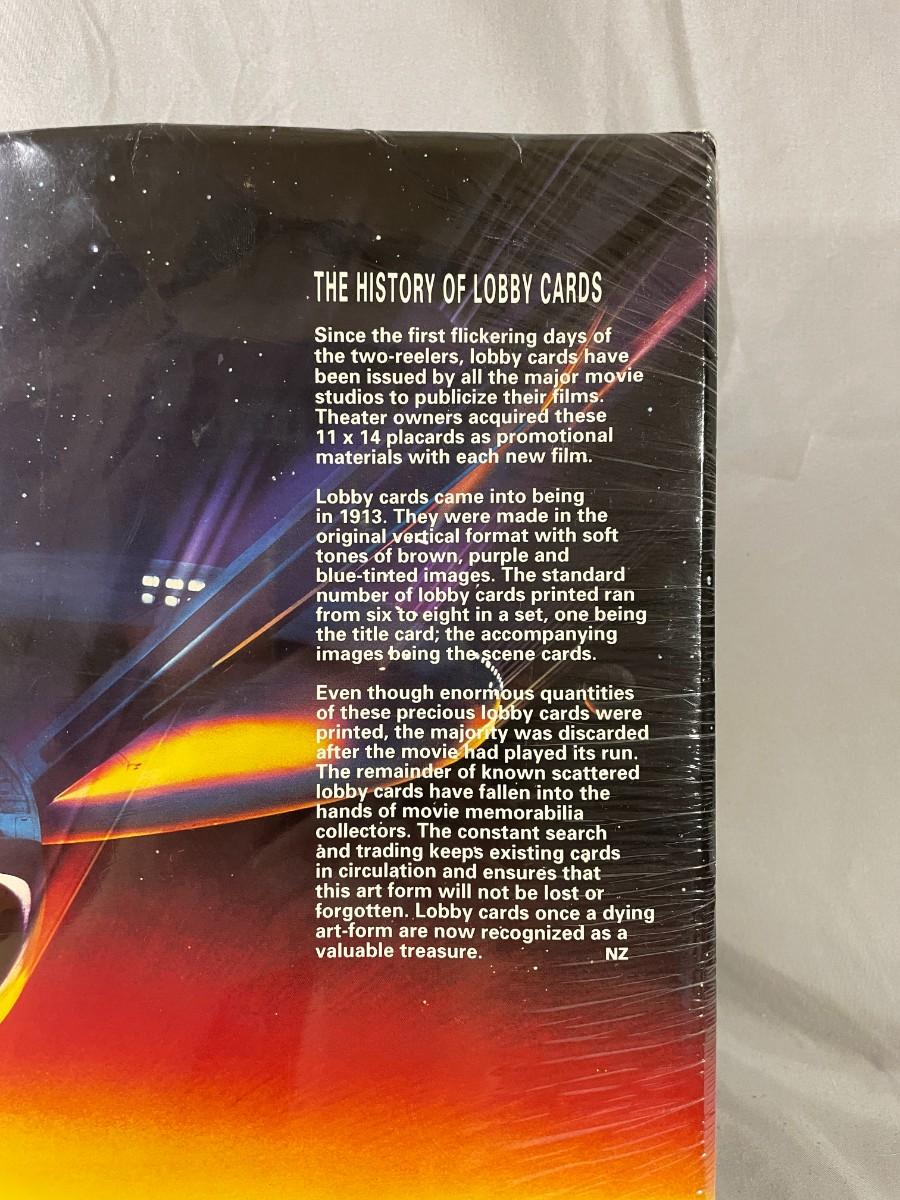 THE HISTORY OF LOBBY CARDS
Since the first flickering days of
the two-reelers, lobby cards have
been issued by all the major movie
studios to publicize their films.
Theater owners acquired these
11 x 14 placards as promotional
materials with each new film.
Lobby cards came into being
in 1913. They were made in the
original vertical format with soft
tones of brown, purple and
blue-tinted images. The standard
number of lobby cards printed ran
from six to eight in a set, one being
the title card; the accompanying
images being the scene cards.
Even though enormous quantities
of these precious lobby cards were
printed, the majority was discarded
after the movie had played its run.
The remainder of known scattered
lobby cards have fallen into the
hands of movie memorabilia
collectors. The constant search
and trading keeps existing cards
in circulation and ensures that
this art form will not be lost or
forgotten. Lobby cards once a dying
art-form are now recognized as a
valuable treasure. NZ